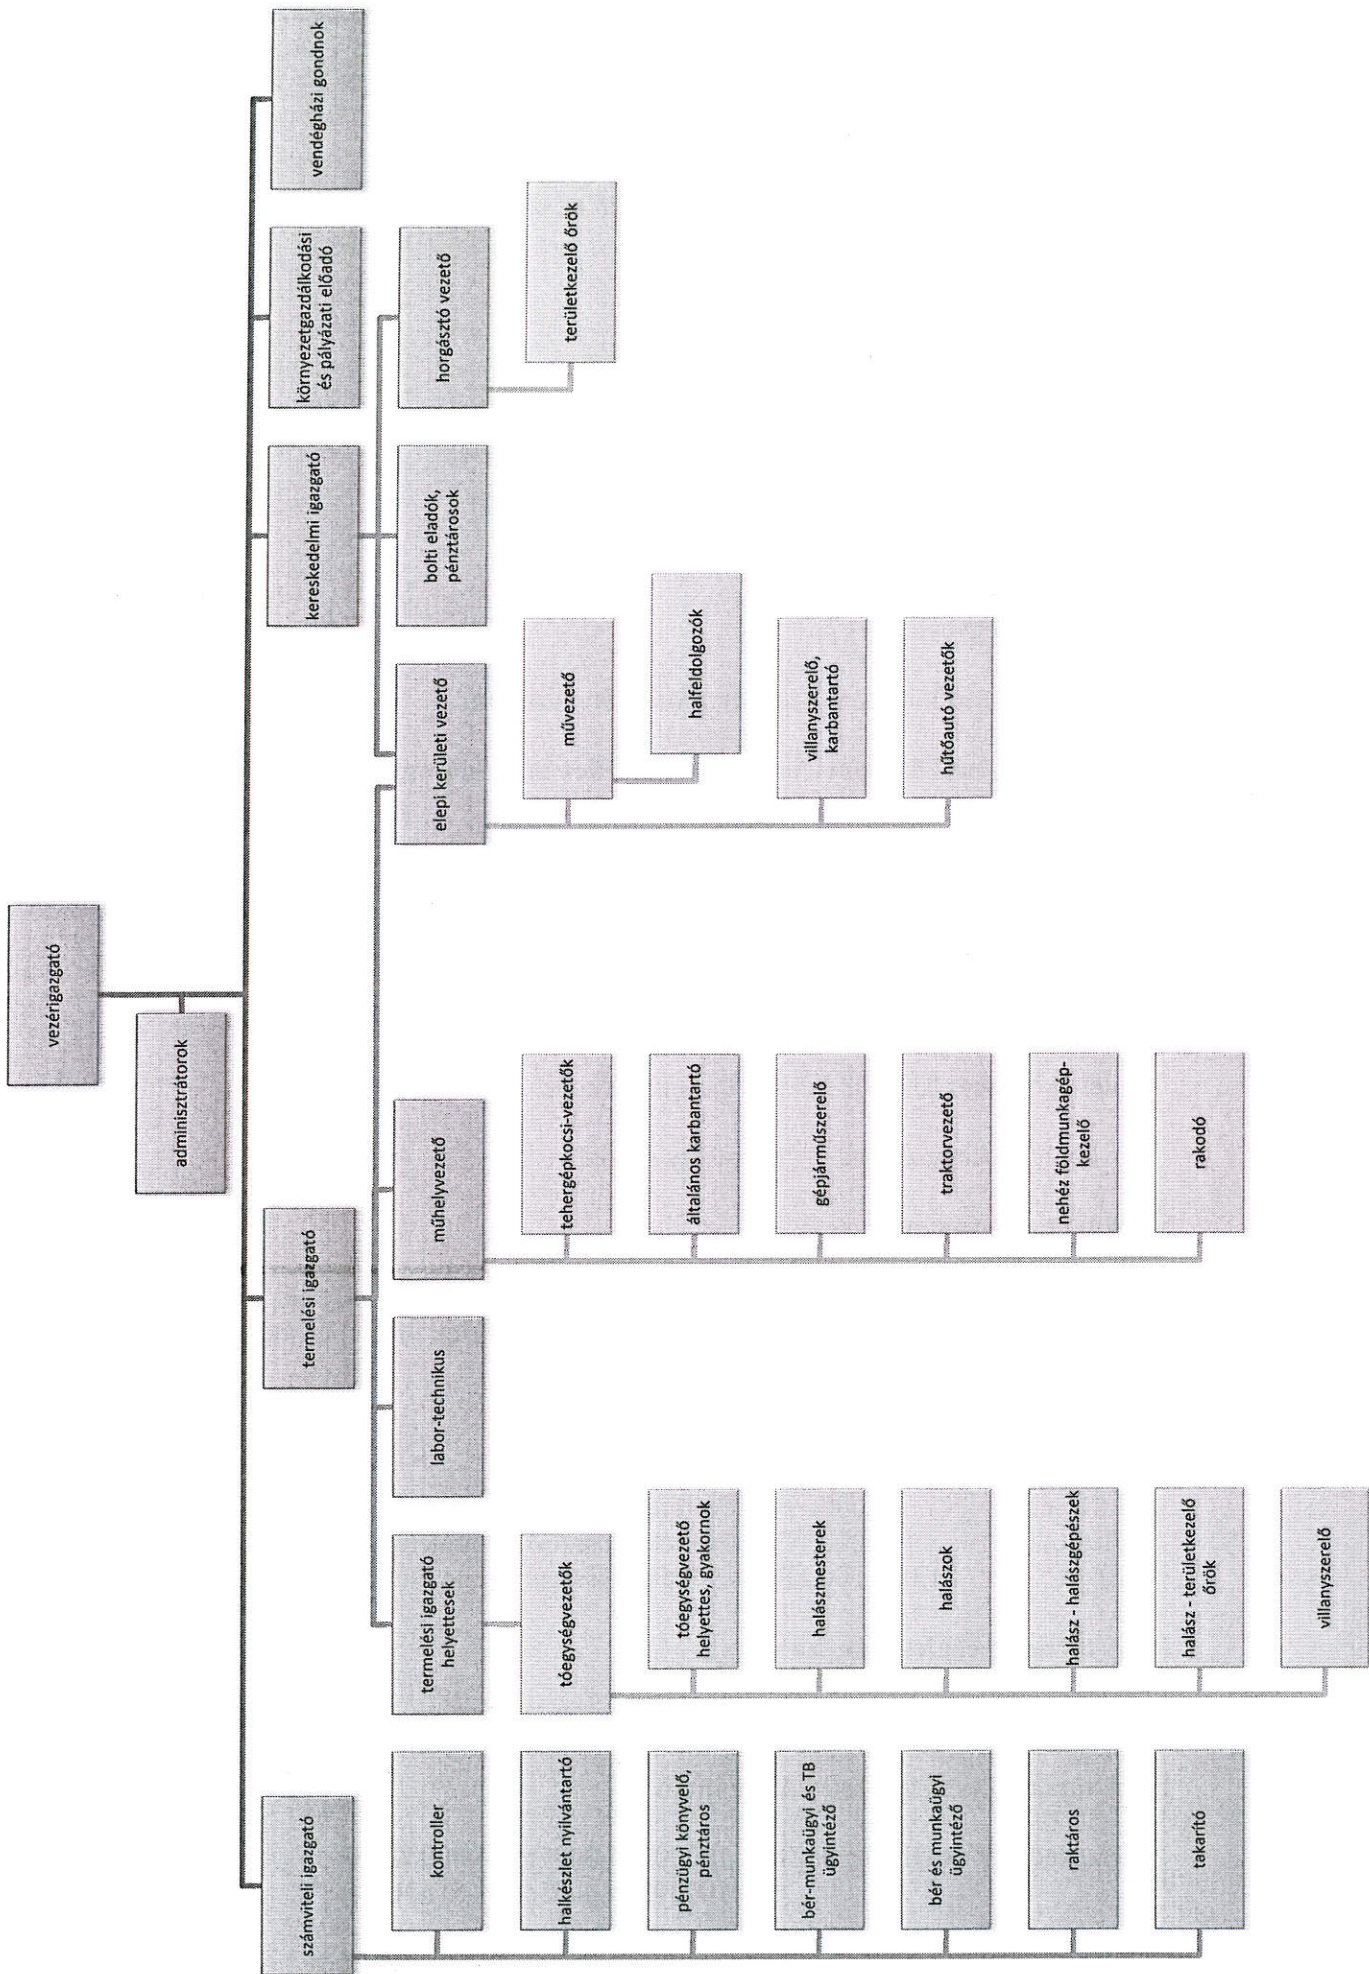 vezérigazgató
adminisztrátorok
számviteli igazgató
termelési igazgató
kereskedelmi igazgató
környezetgazdálkodási
és pályázati előadó
vendégházi gondnok
kontroller
halkészlet nyilvántartó
pénzügyi könyvelő,
pénztáros
bér-munkaügyi és TB
ügyintéző
bér és munkaügyi
ügyintéző
raktáros
takarító
termelési igazgató
helyettesek
tóegységvezetők
tóegységvezető
helyettes, gyakornok
halászmesterek
halászok
halász - halászgépészek
halász - területkezelő
őrök
villanyszerelő
labor-technikus
műhelyvezető
tehergépkocsi-vezetők
általános karbantartó
gépjárműszerelő
traktorvezető
nehéz földmunkagép-
kezelő
rakodó
elepi kerületi vezető
művezető
halfeldolgozók
villanyszerelő,
karbantartó
hűtőautó vezetők
bolti eladók,
pénztárosok
horgásztó vezető
területkezelő őrök